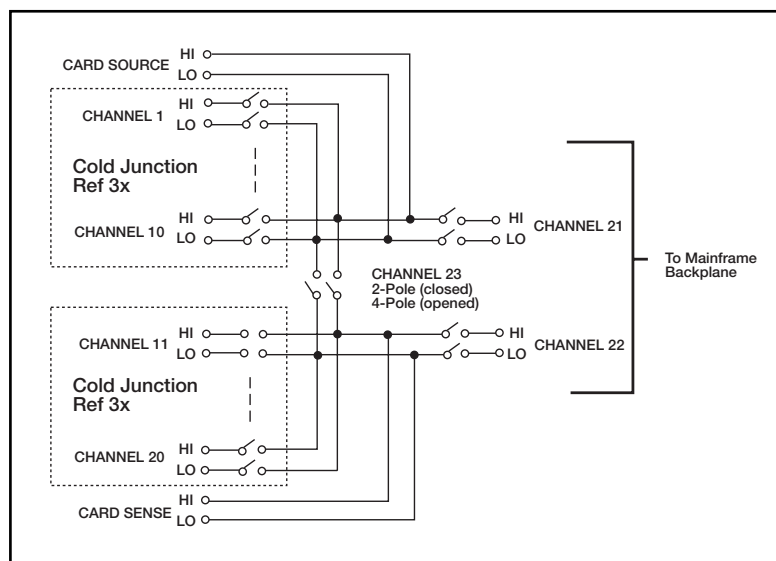 HI
CARD SOURCE
LO
HI
CHANNEL 1
LO
Cold Junction
Ref 3x
HI
CHANNEL 10
LO
HI
CHANNEL 21
LO
To Mainframe
Backplane
CHANNEL 23
2-Pole (closed)
4-Pole (opened)
HI
CHANNEL 11
LO
HI
CHANNEL 22
LO
Cold Junction
Ref 3x
HI
CHANNEL 20
LO
HI
CARD SENSE
LO